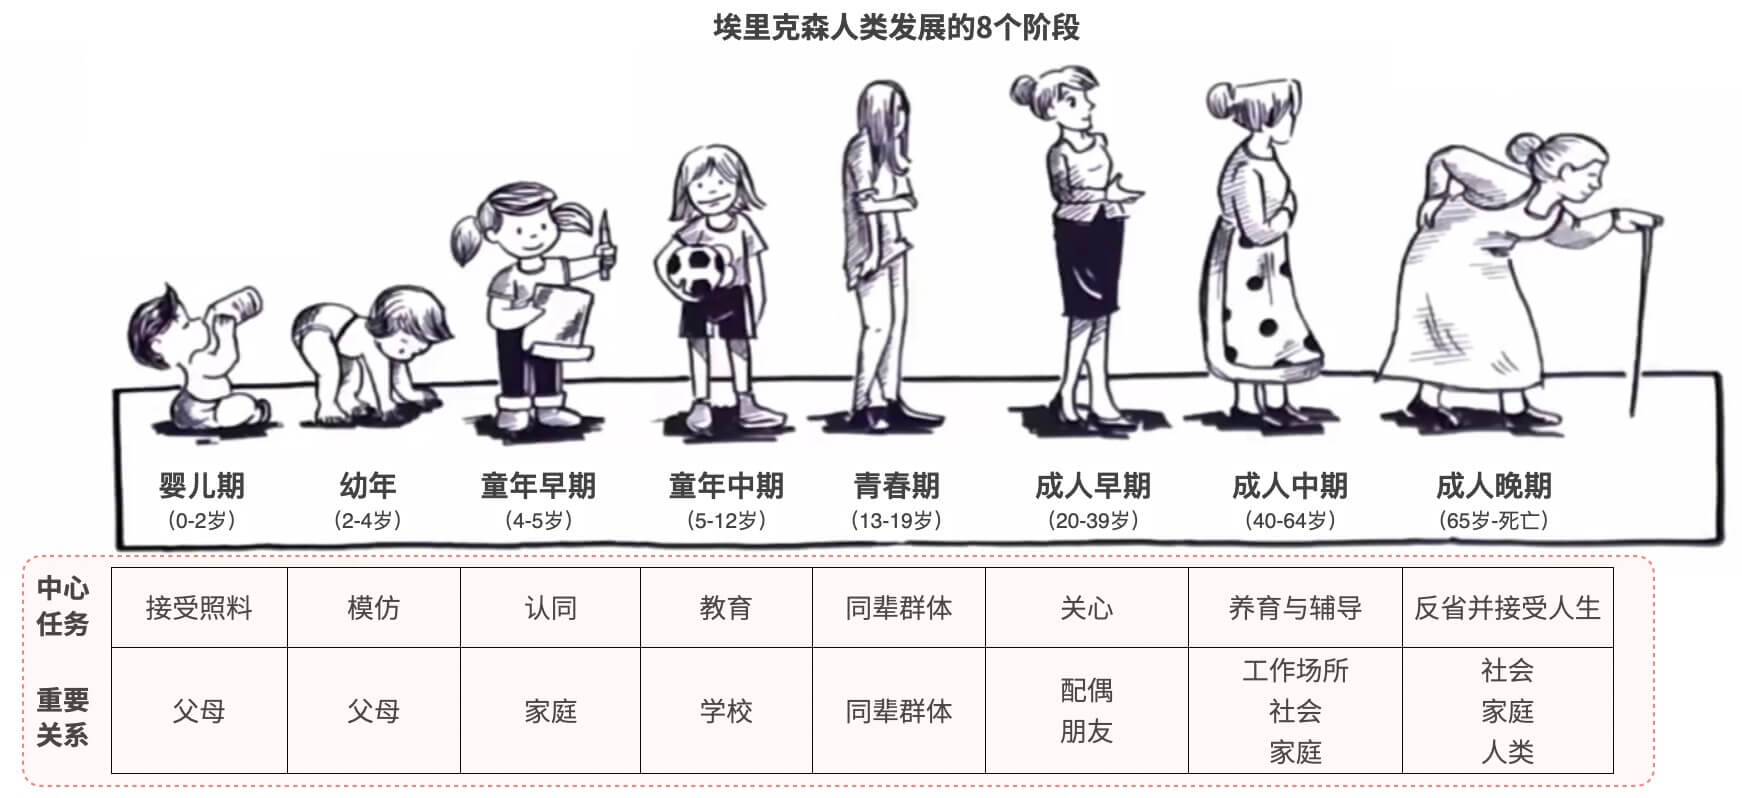 埃里克森人类发展的8个阶段
婴儿期 幼年 童年早期 童年中期 青春期 成人早期 成人中期 成人晚期
(0-2岁) (2-4岁) (4-5岁) (5-12岁) (13-19岁) (20-39岁) (40-64岁) (65岁-死亡)
中心
任务
接受照料 模仿 认同 教育 同辈群体 关心 养育与辅导 反省并接受人生
重要
关系
父母 父母 家庭 学校 同辈群体
配偶
朋友
工作场所
社会
家庭
社会
家庭
人类